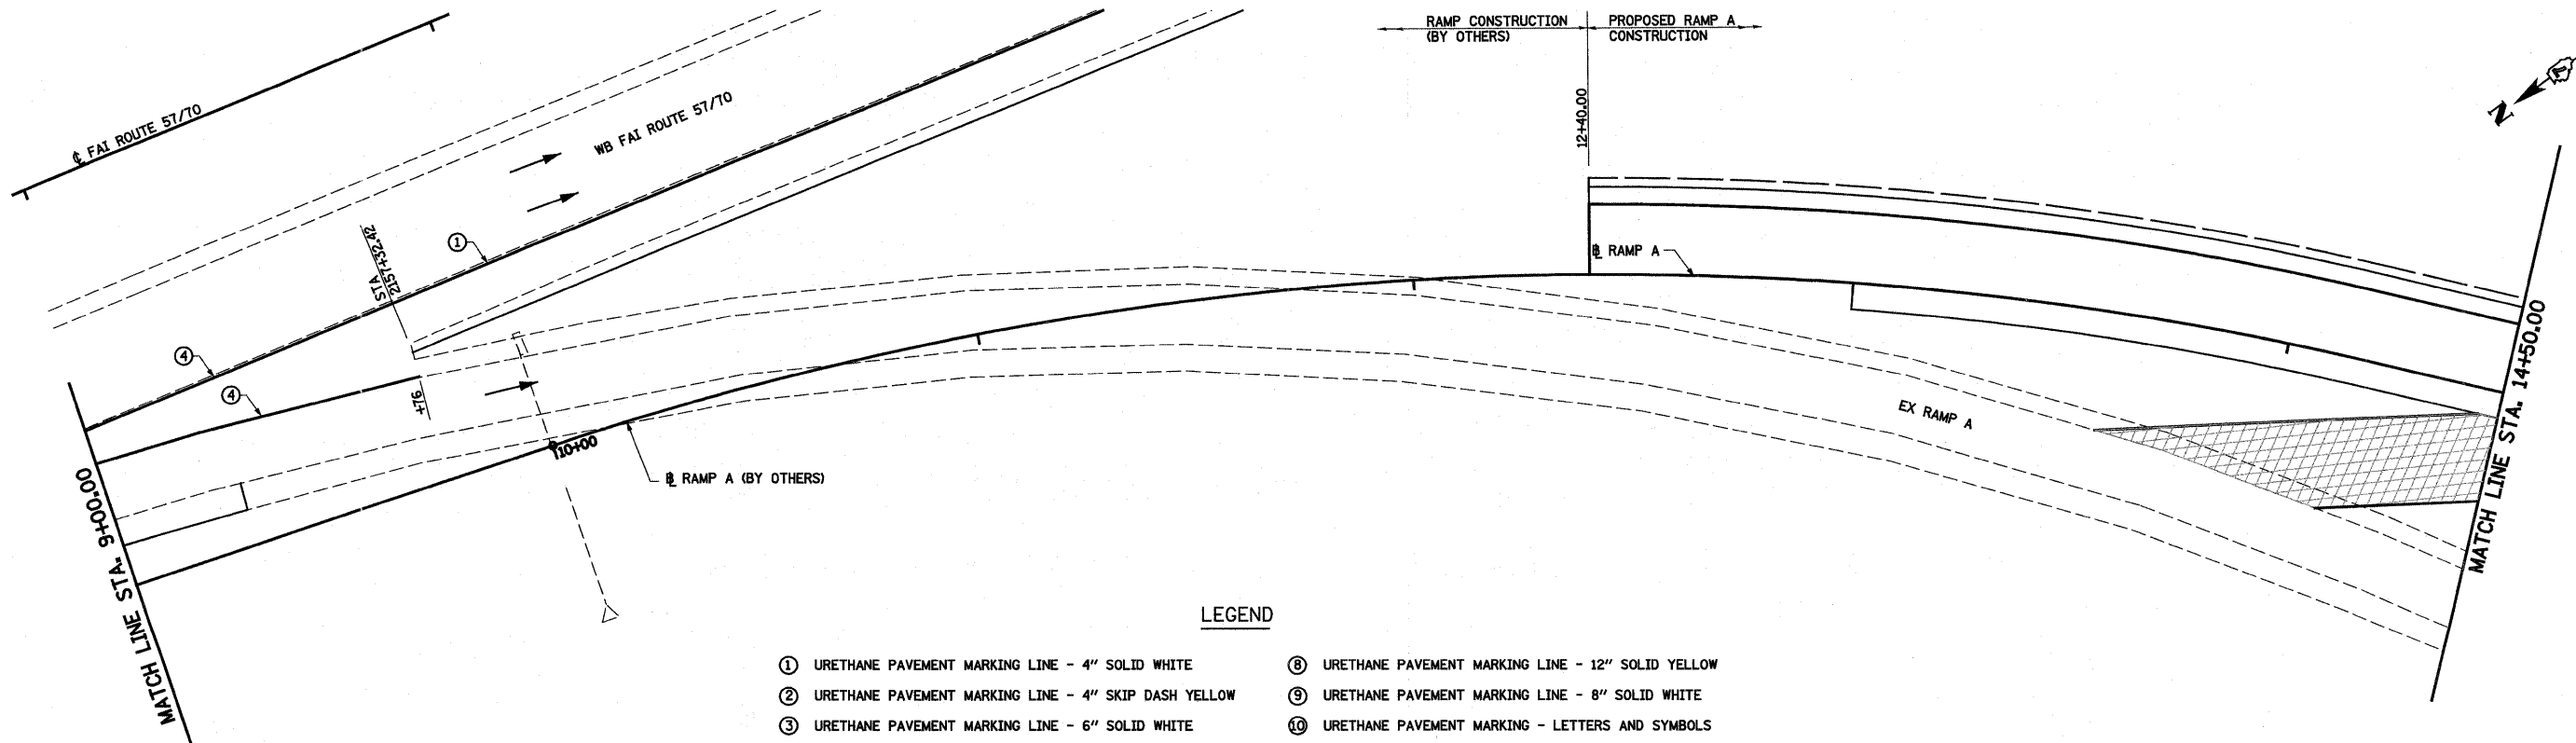 RAMP CONSTRUCTION
(BY OTHERS)
PROPOSED RAMP A
CONSTRUCTION
12+40.00
N
℄ FAI ROUTE 57/70
WB FAI ROUTE 57/70
STA
2157+32.42
1
4
4
+76
10+00
℄ RAMP A (BY OTHERS)
℄ RAMP A
EX RAMP A
MATCH LINE STA. 9+00.00
MATCH LINE STA. 14+50.00
LEGEND
1 URETHANE PAVEMENT MARKING LINE - 4" SOLID WHITE
2 URETHANE PAVEMENT MARKING LINE - 4" SKIP DASH YELLOW
3 URETHANE PAVEMENT MARKING LINE - 6" SOLID WHITE
8 URETHANE PAVEMENT MARKING LINE - 12" SOLID YELLOW
9 URETHANE PAVEMENT MARKING LINE - 8" SOLID WHITE
10 URETHANE PAVEMENT MARKING - LETTERS AND SYMBOLS